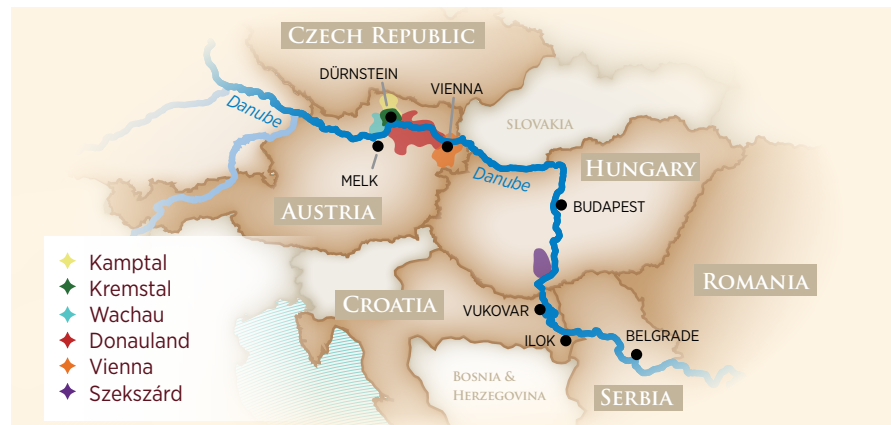 CZECH REPUBLIC
DÜRNSTEIN
VIENNA
Danube
SLOVAKIA
MELK
Danube
HUNGARY
AUSTRIA
BUDAPEST
Kamptal
Kremstal
Wachau
Donauland
Vienna
Szekszárd
ROMANIA
CROATIA
VUKOVAR
ILOK
BELGRADE
BOSNIA &
HERZEGOVINA
SERBIA